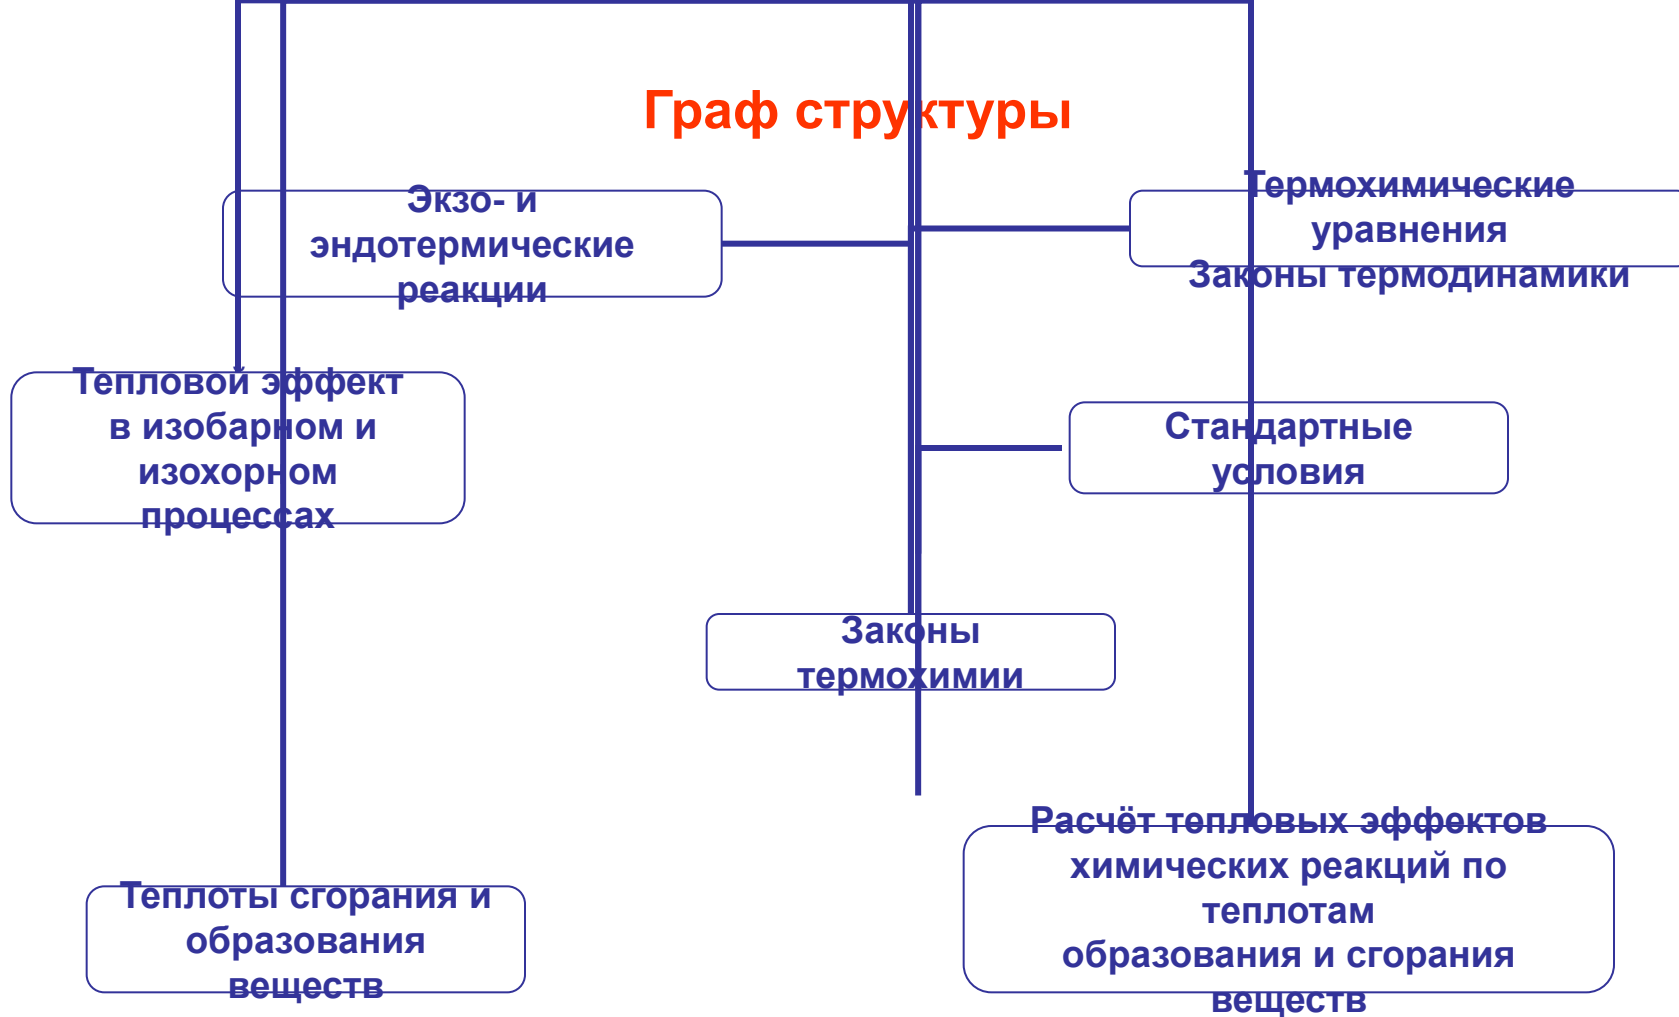 Граф структуры
Экзо- и
эндотермические
реакции
Термохимические
уравнения
Законы термодинамики
Тепловой эффект
в изобарном и
изохорном
процессах
Стандартные
условия
Законы
термохимии
Расчёт тепловых эффектов
химических реакций по
теплотам
образования и сгорания
веществ
Теплоты сгорания и
образования
веществ